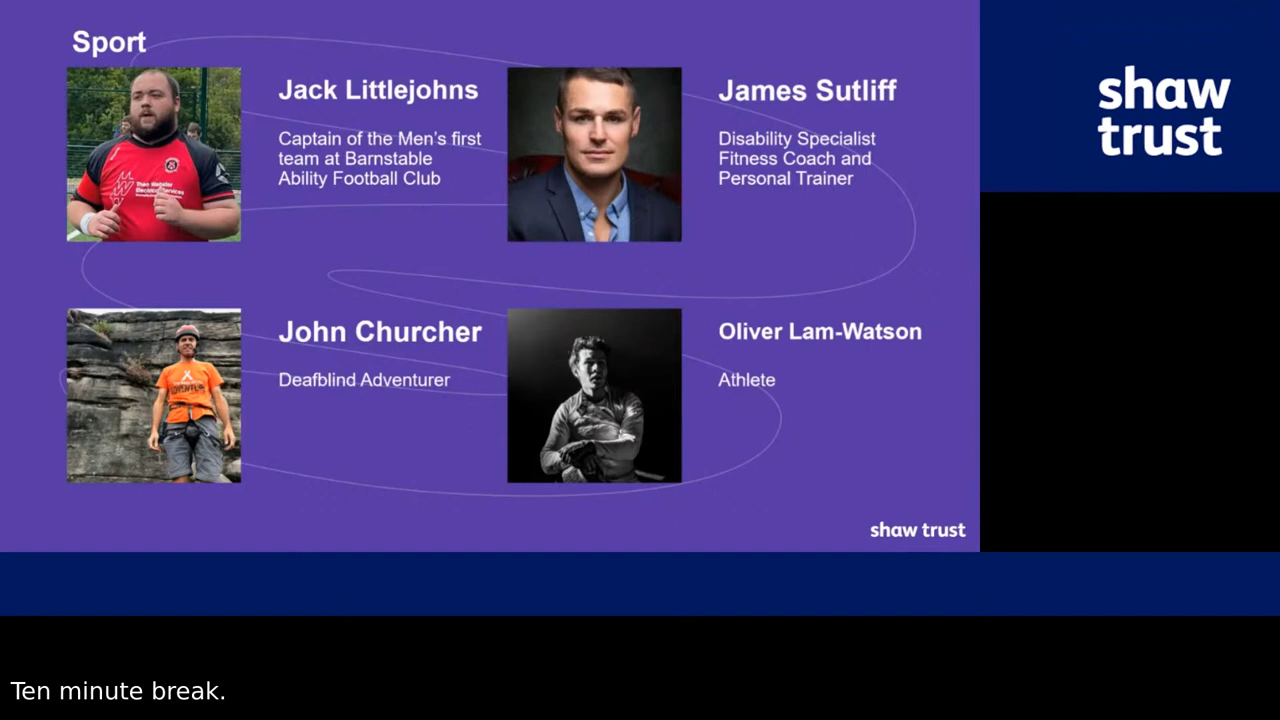 Sport
Jack Littlejohns
Captain of the Men's first
team at Barnstable
Ability Football Club
James Sutliff
Disability Specialist
Fitness Coach and
Personal Trainer
John Churcher
Deafblind Adventurer
Oliver Lam-Watson
Athlete
shaw trust
shaw
trust
Ten minute break.